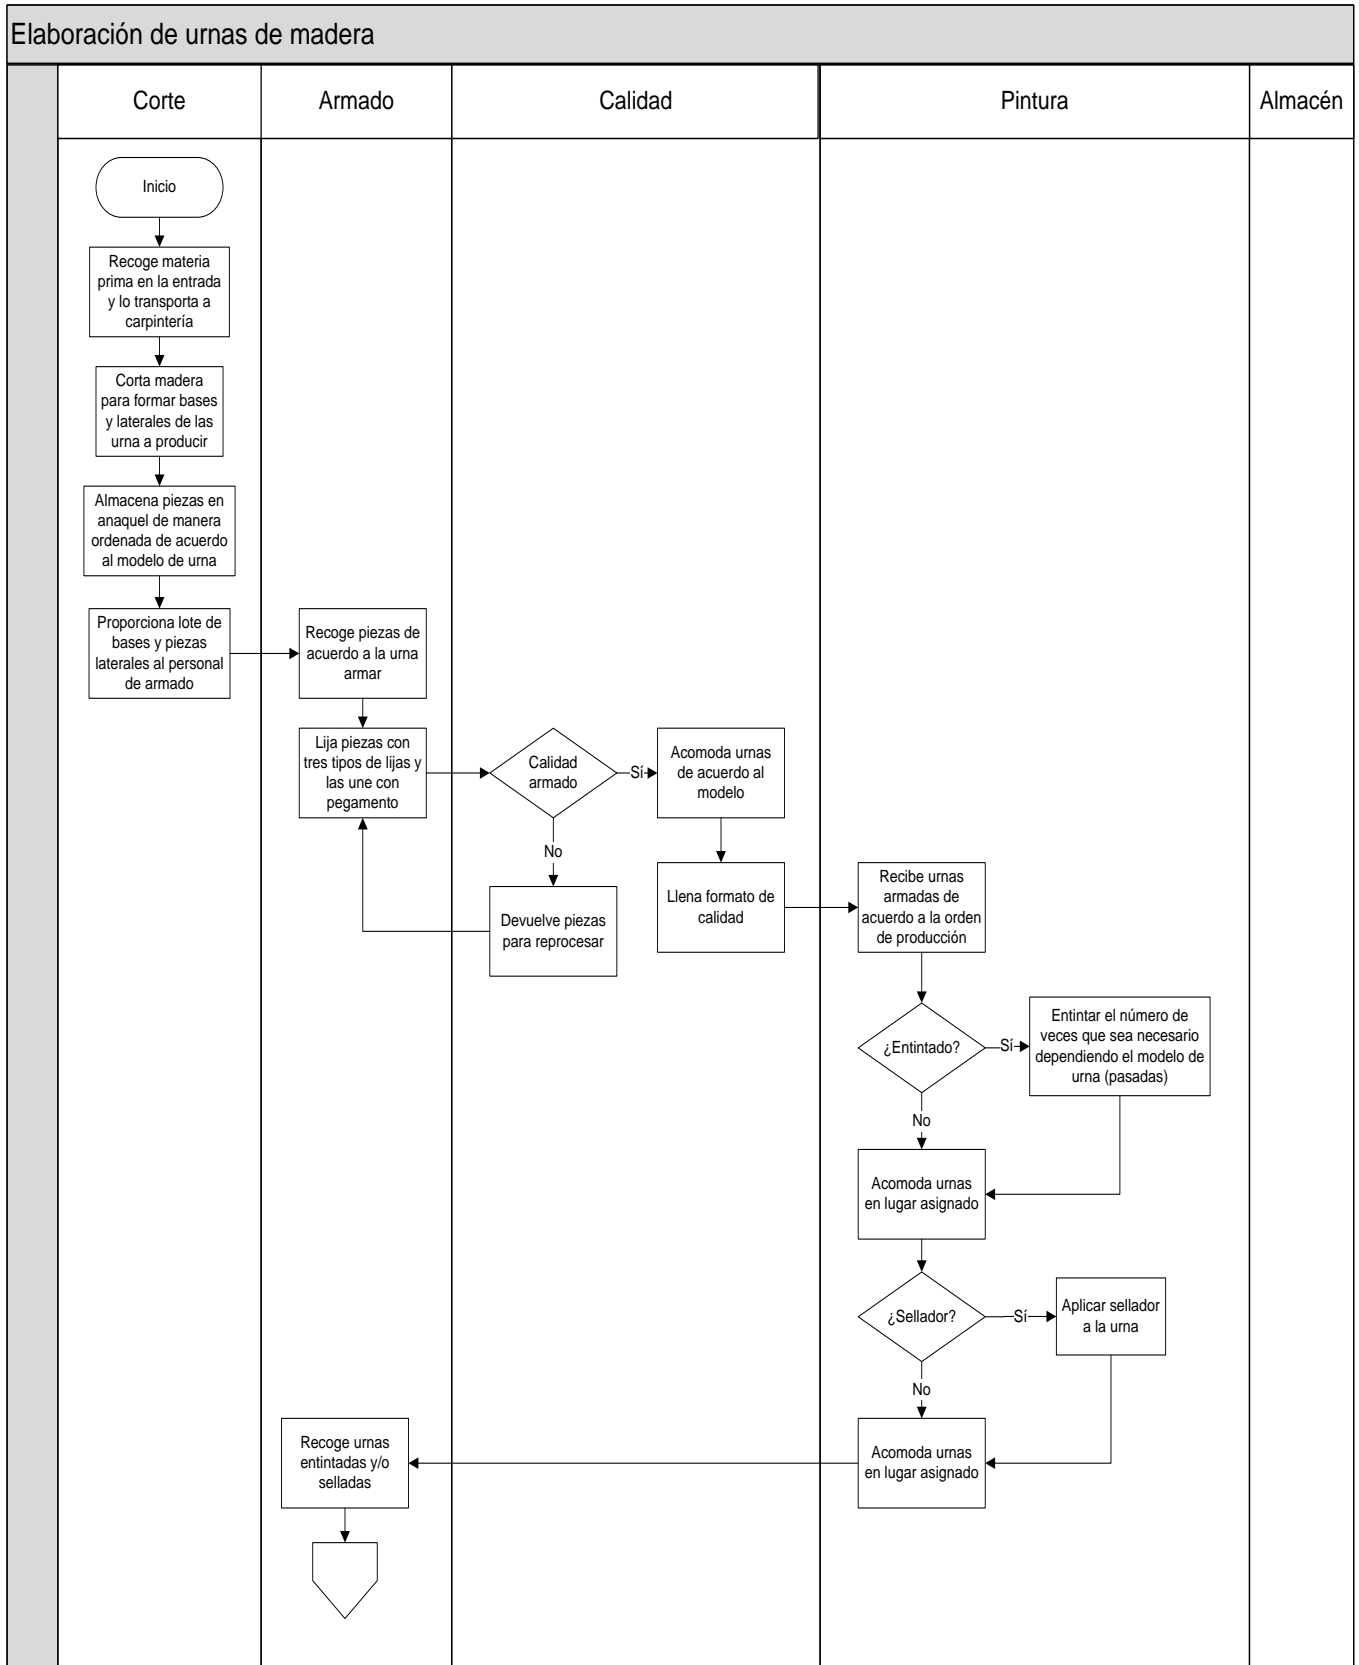 Elaboración de urnas de madera
Corte
Armado
Calidad
Pintura
Almacén
Inicio
Recoge materia
prima en la entrada
y lo transporta a
carpintería
Corta madera
para formar bases
y laterales de las
urna a producir
Almacena piezas en
anaquel de manera
ordenada de acuerdo
al modelo de urna
Proporciona lote de
bases y piezas
laterales al personal
de armado
Recoge piezas de
acuerdo a la urna
armar
Lija piezas con
tres tipos de lijas y
las une con
pegamento
Calidad
armado
Sí
Acomoda urnas
de acuerdo al
modelo
No
Devuelve piezas
para reprocesar
Llena formato de
calidad
Recibe urnas
armadas de
acuerdo a la orden
de producción
¿Entintado?
Sí
Entintar el número de
veces que sea necesario
dependiendo el modelo de
urna (pasadas)
No
Acomoda urnas
en lugar asignado
¿Sellador?
Sí
Aplicar sellador
a la urna
No
Acomoda urnas
en lugar asignado
Recoge urnas
entintadas y/o
selladas